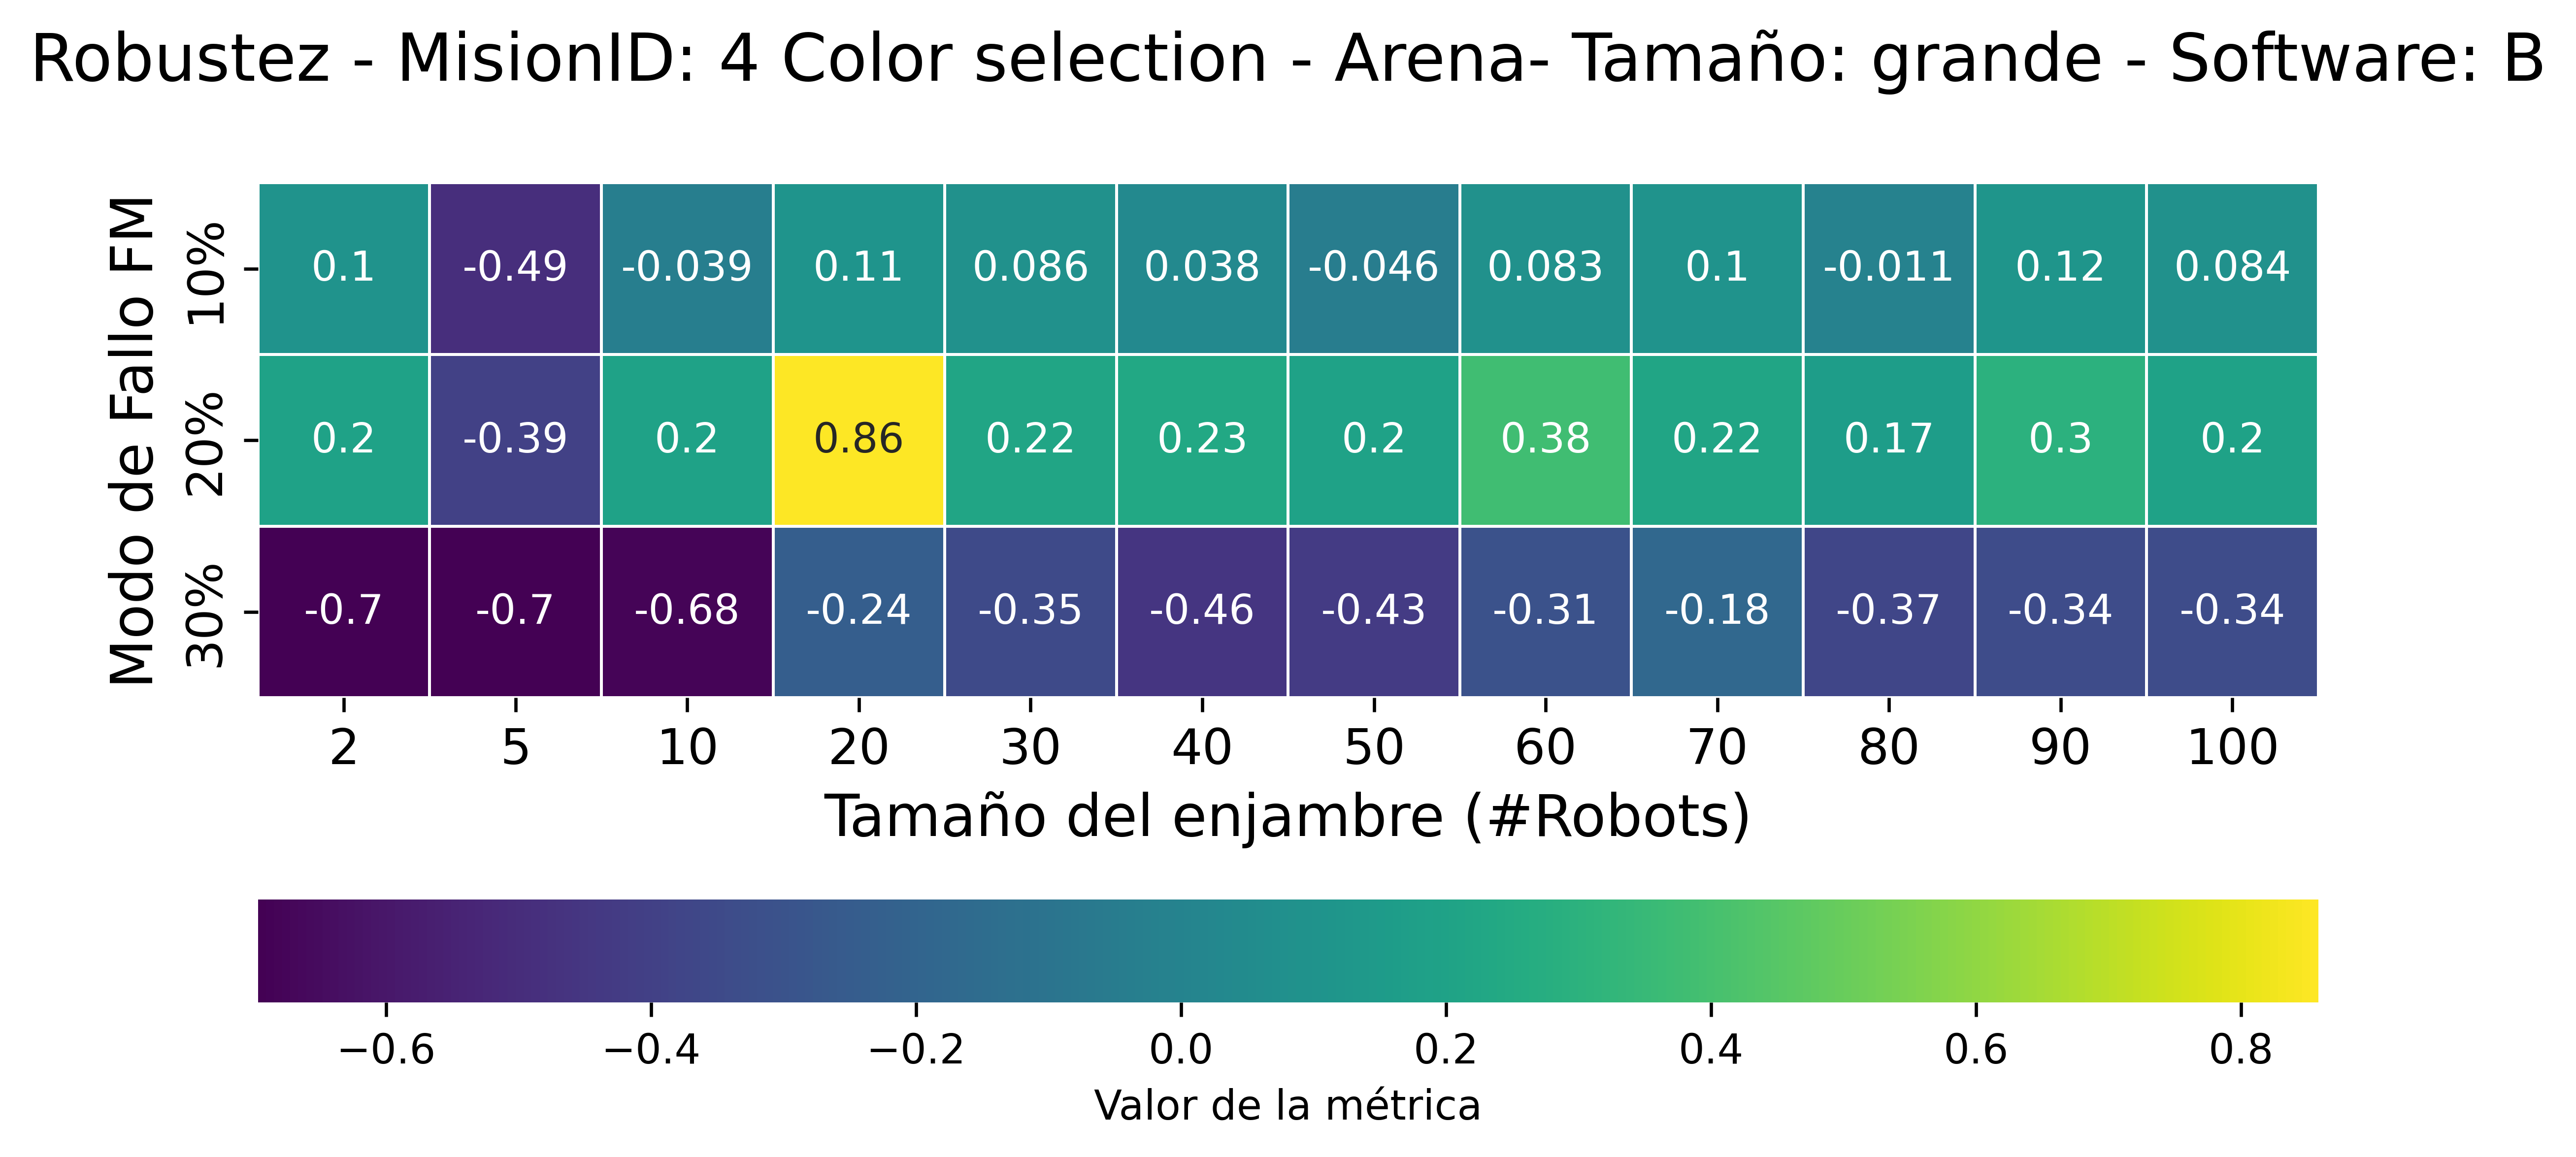 Robustez - MisionID: 4 Color selection - Arena- Tamaño: grande - Software: B
Modo de Fallo FM
10% 0.1 -0.49 -0.039 0.11 0.086 0.038 -0.046 0.083 0.1 -0.011 0.12 0.084
20% 0.2 -0.39 0.2 0.86 0.22 0.23 0.2 0.38 0.22 0.17 0.3 0.2
30% -0.7 -0.7 -0.68 -0.24 -0.35 -0.46 -0.43 -0.31 -0.18 -0.37 -0.34 -0.34
2 5 10 20 30 40 50 60 70 80 90 100
Tamaño del enjambre (#Robots)
−0.6 −0.4 −0.2 0.0 0.2 0.4 0.6 0.8
Valor de la métrica